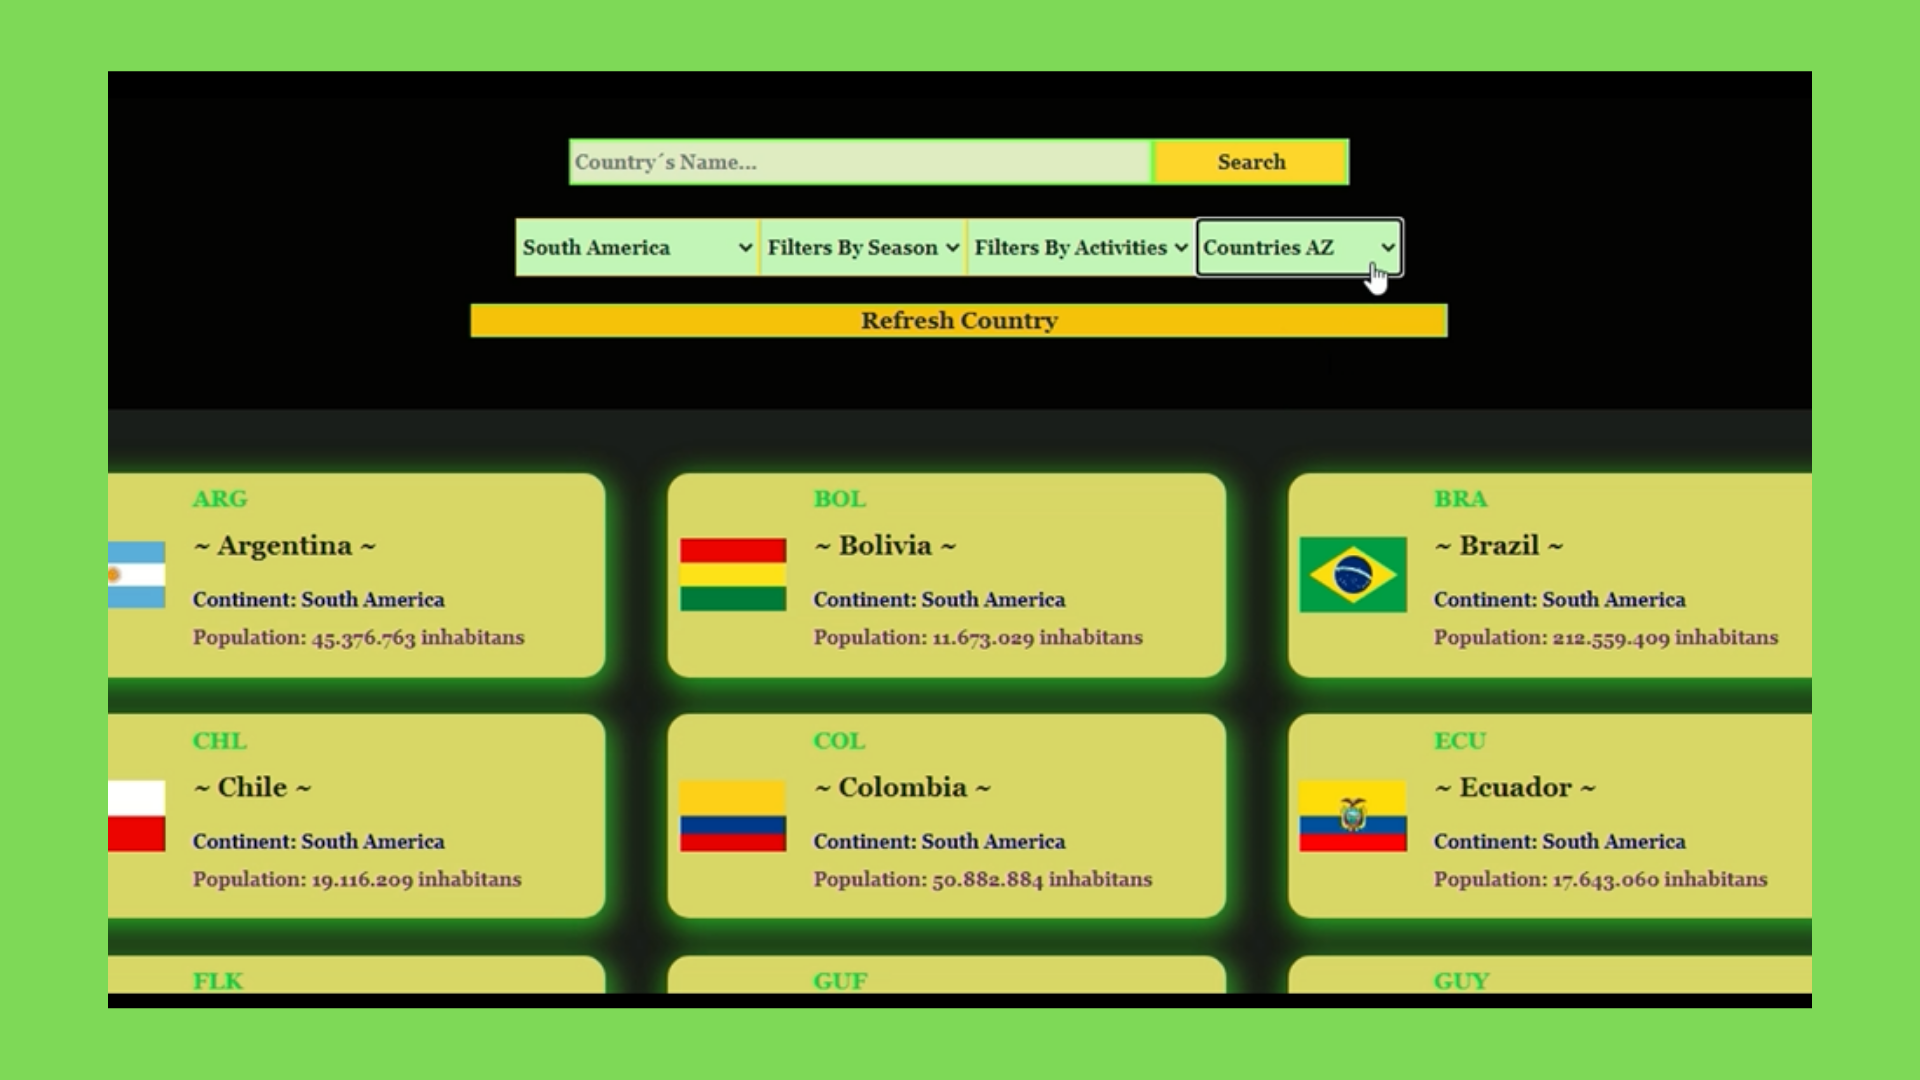 Country´s Name...
Search
South America
Filters By Season
Filters By Activities
Countries AZ
Refresh Country
ARG
~ Argentina ~
Continent: South America
Population: 45.376.763 inhabitans
BOL
~ Bolivia ~
Continent: South America
Population: 11.673.029 inhabitans
BRA
~ Brazil ~
Continent: South America
Population: 212.559.409 inhabitans
CHL
~ Chile ~
Continent: South America
Population: 19.116.209 inhabitans
COL
~ Colombia ~
Continent: South America
Population: 50.882.884 inhabitans
ECU
~ Ecuador ~
Continent: South America
Population: 17.643.060 inhabitans
FLK
GUF
GUY